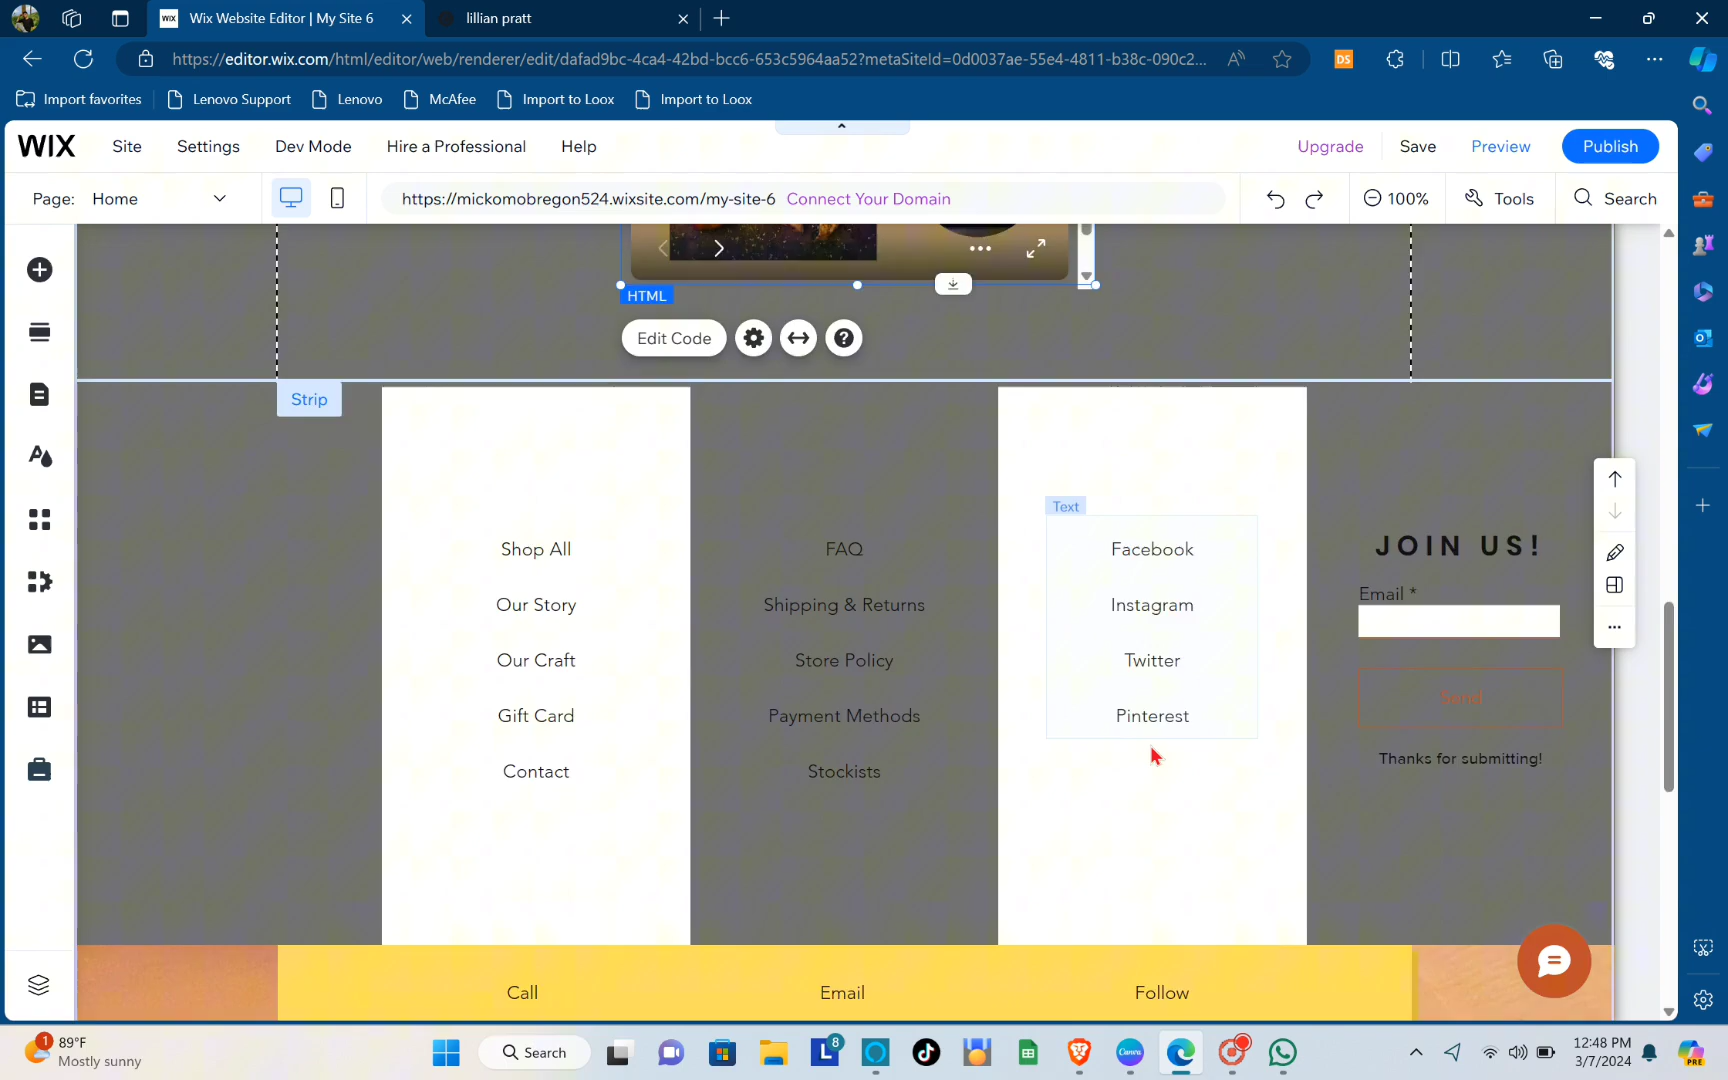 Wix Website Editor | My Site 6
lillian pratt
https://editor.wix.com/html/editor/web/renderer/edit/dafad9bc-4ca4-42bd-bcc6-653c5964aa52?metaSiteId=0d0037ae-55e4-4811-b38c-090c2...
Import favorites
Lenovo Support
Lenovo
McAfee
Import to Loox
Import to Loox
WIX
Site
Settings
Dev Mode
Hire a Professional
Help
Upgrade
Save
Preview
Publish
Page: Home
https://mickomobregon524.wixsite.com/my-site-6 Connect Your Domain
100%
Tools
Search
HTML
Edit Code
Strip
Text
Shop All
Our Story
Our Craft
Gift Card
Contact
FAQ
Shipping & Returns
Store Policy
Payment Methods
Stockists
Facebook
Instagram
Twitter
Pinterest
JOIN US!
Email *
Send
Thanks for submitting!
Call
Email
Follow
1
89°F
Mostly sunny
Search
L
8
Canva
12:48 PM
3/7/2024
PRE